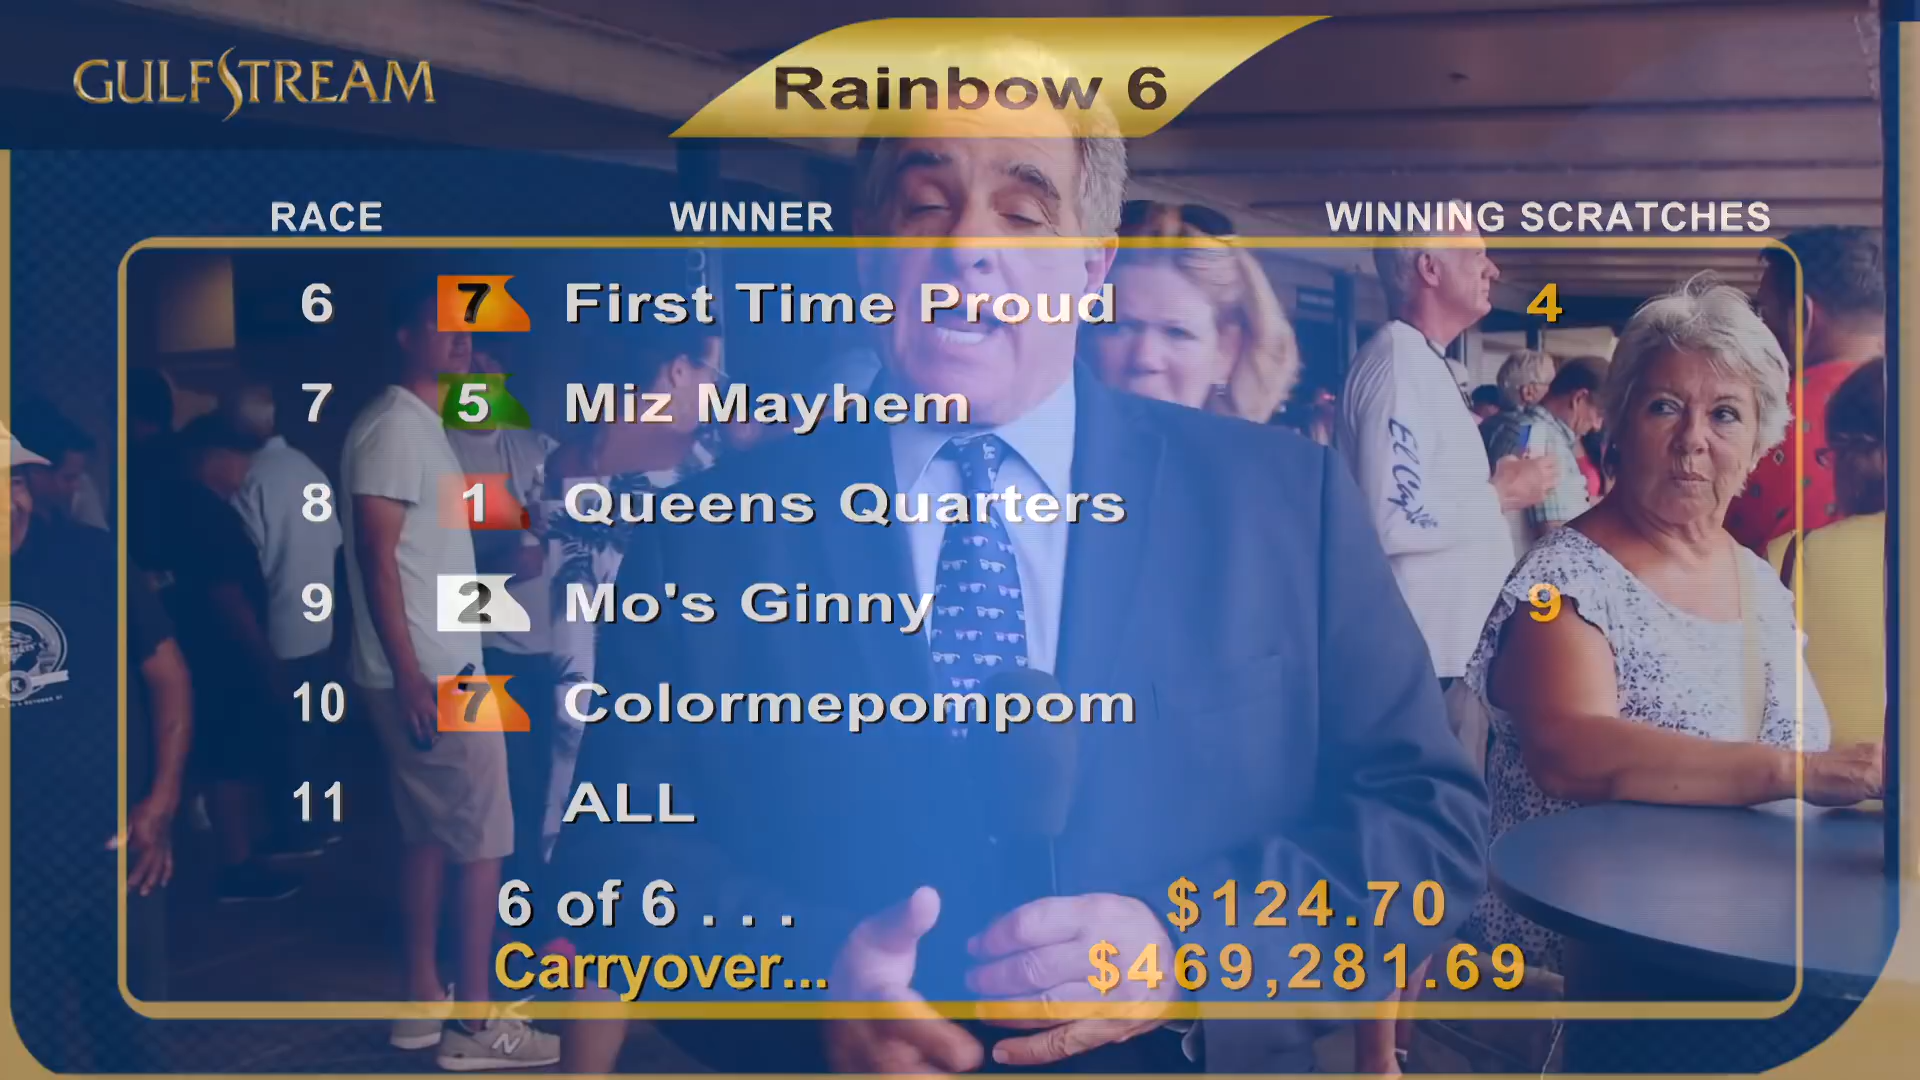 GULFSTREAM
Rainbow 6
RACE WINNER WINNING SCRATCHES
6 7 First Time Proud 4
7 5 Miz Mayhem
8 1 Queens Quarters
9 2 Mo's Ginny 9
10 7 Colormepompom
11 ALL
6 of 6 . . . $124.70
Carryover... $469,281.69
El Cap
K
N